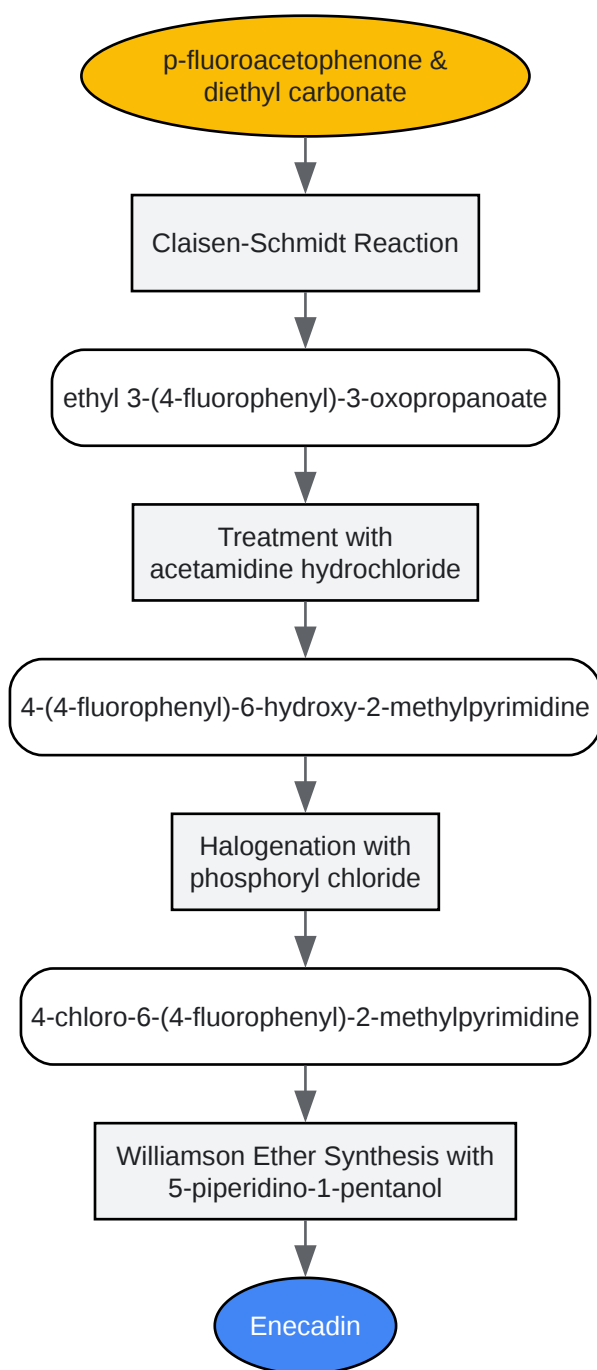 p-fluoroacetophenone &
diethyl carbonate
Claisen-Schmidt Reaction
ethyl 3-(4-fluorophenyl)-3-oxopropanoate
Treatment with
acetamidine hydrochloride
4-(4-fluorophenyl)-6-hydroxy-2-methylpyrimidine
Halogenation with
phosphoryl chloride
4-chloro-6-(4-fluorophenyl)-2-methylpyrimidine
Williamson Ether Synthesis with
5-piperidino-1-pentanol
Enecadin